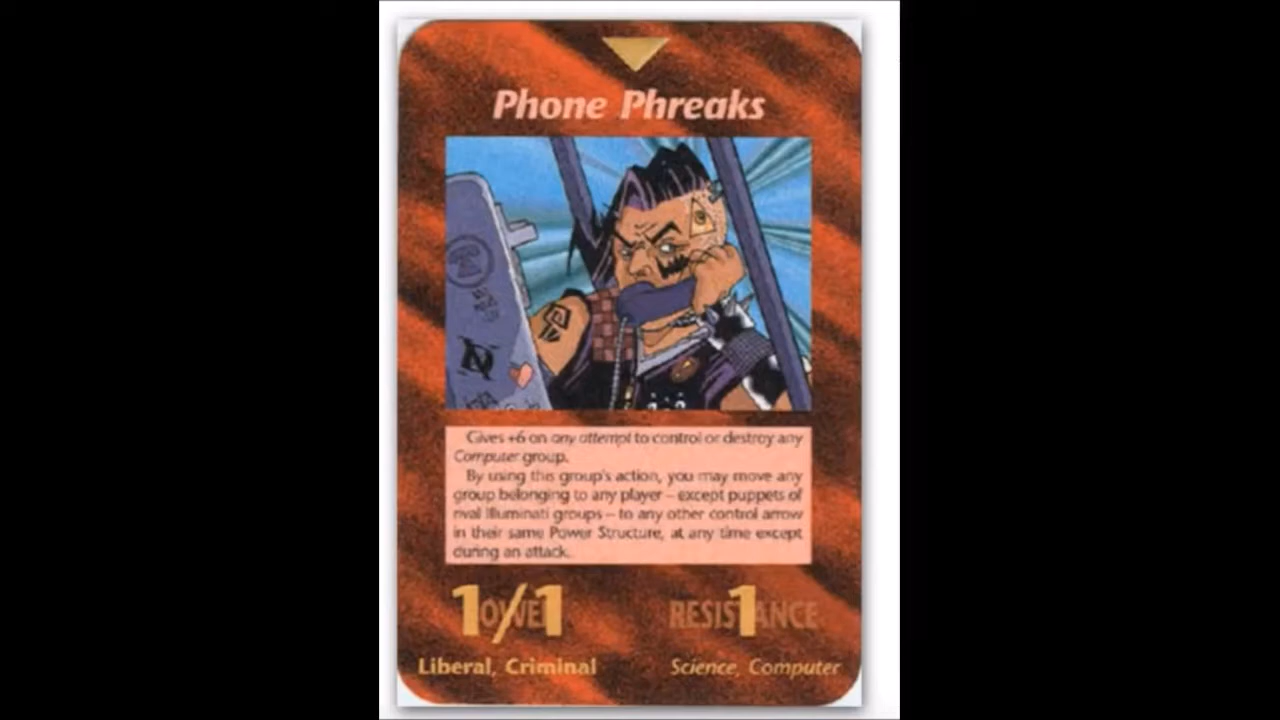 Phone Phreaks
Gives +6 on any attempt to control or destroy any
Computer group.
By using this group's action, you may move any
group belonging to any player – except puppets of
rival Illuminati groups – to any other control arrow
in their same Power Structure, at any time except
during an attack.
POWER 1/1 RESISTANCE 1
Liberal, Criminal Science, Computer